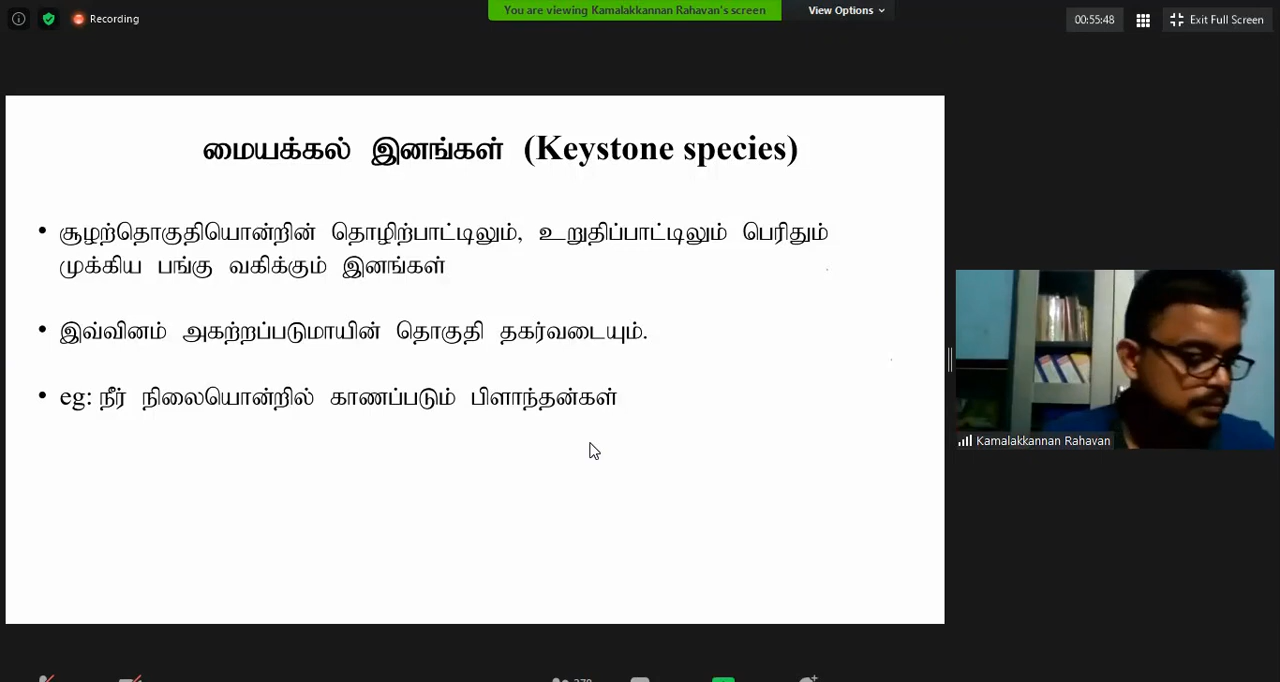 Recording
You are viewing Kamalakkannan Rahavan's screen
View Options
00:55:48
Exit Full Screen
மையக்கல் இனங்கள் (Keystone species)
• சூழற்தொகுதியொன்றின் தொழிற்பாட்டிலும், உறுதிப்பாட்டிலும் பெரிதும்
முக்கிய பங்கு வகிக்கும் இனங்கள்
• இவ்வினம் அகற்றப்படுமாயின் தொகுதி தகர்வடையும்.
• eg: நீர் நிலையொன்றில் காணப்படும் பிளாந்தன்கள்
Kamalakkannan Rahavan